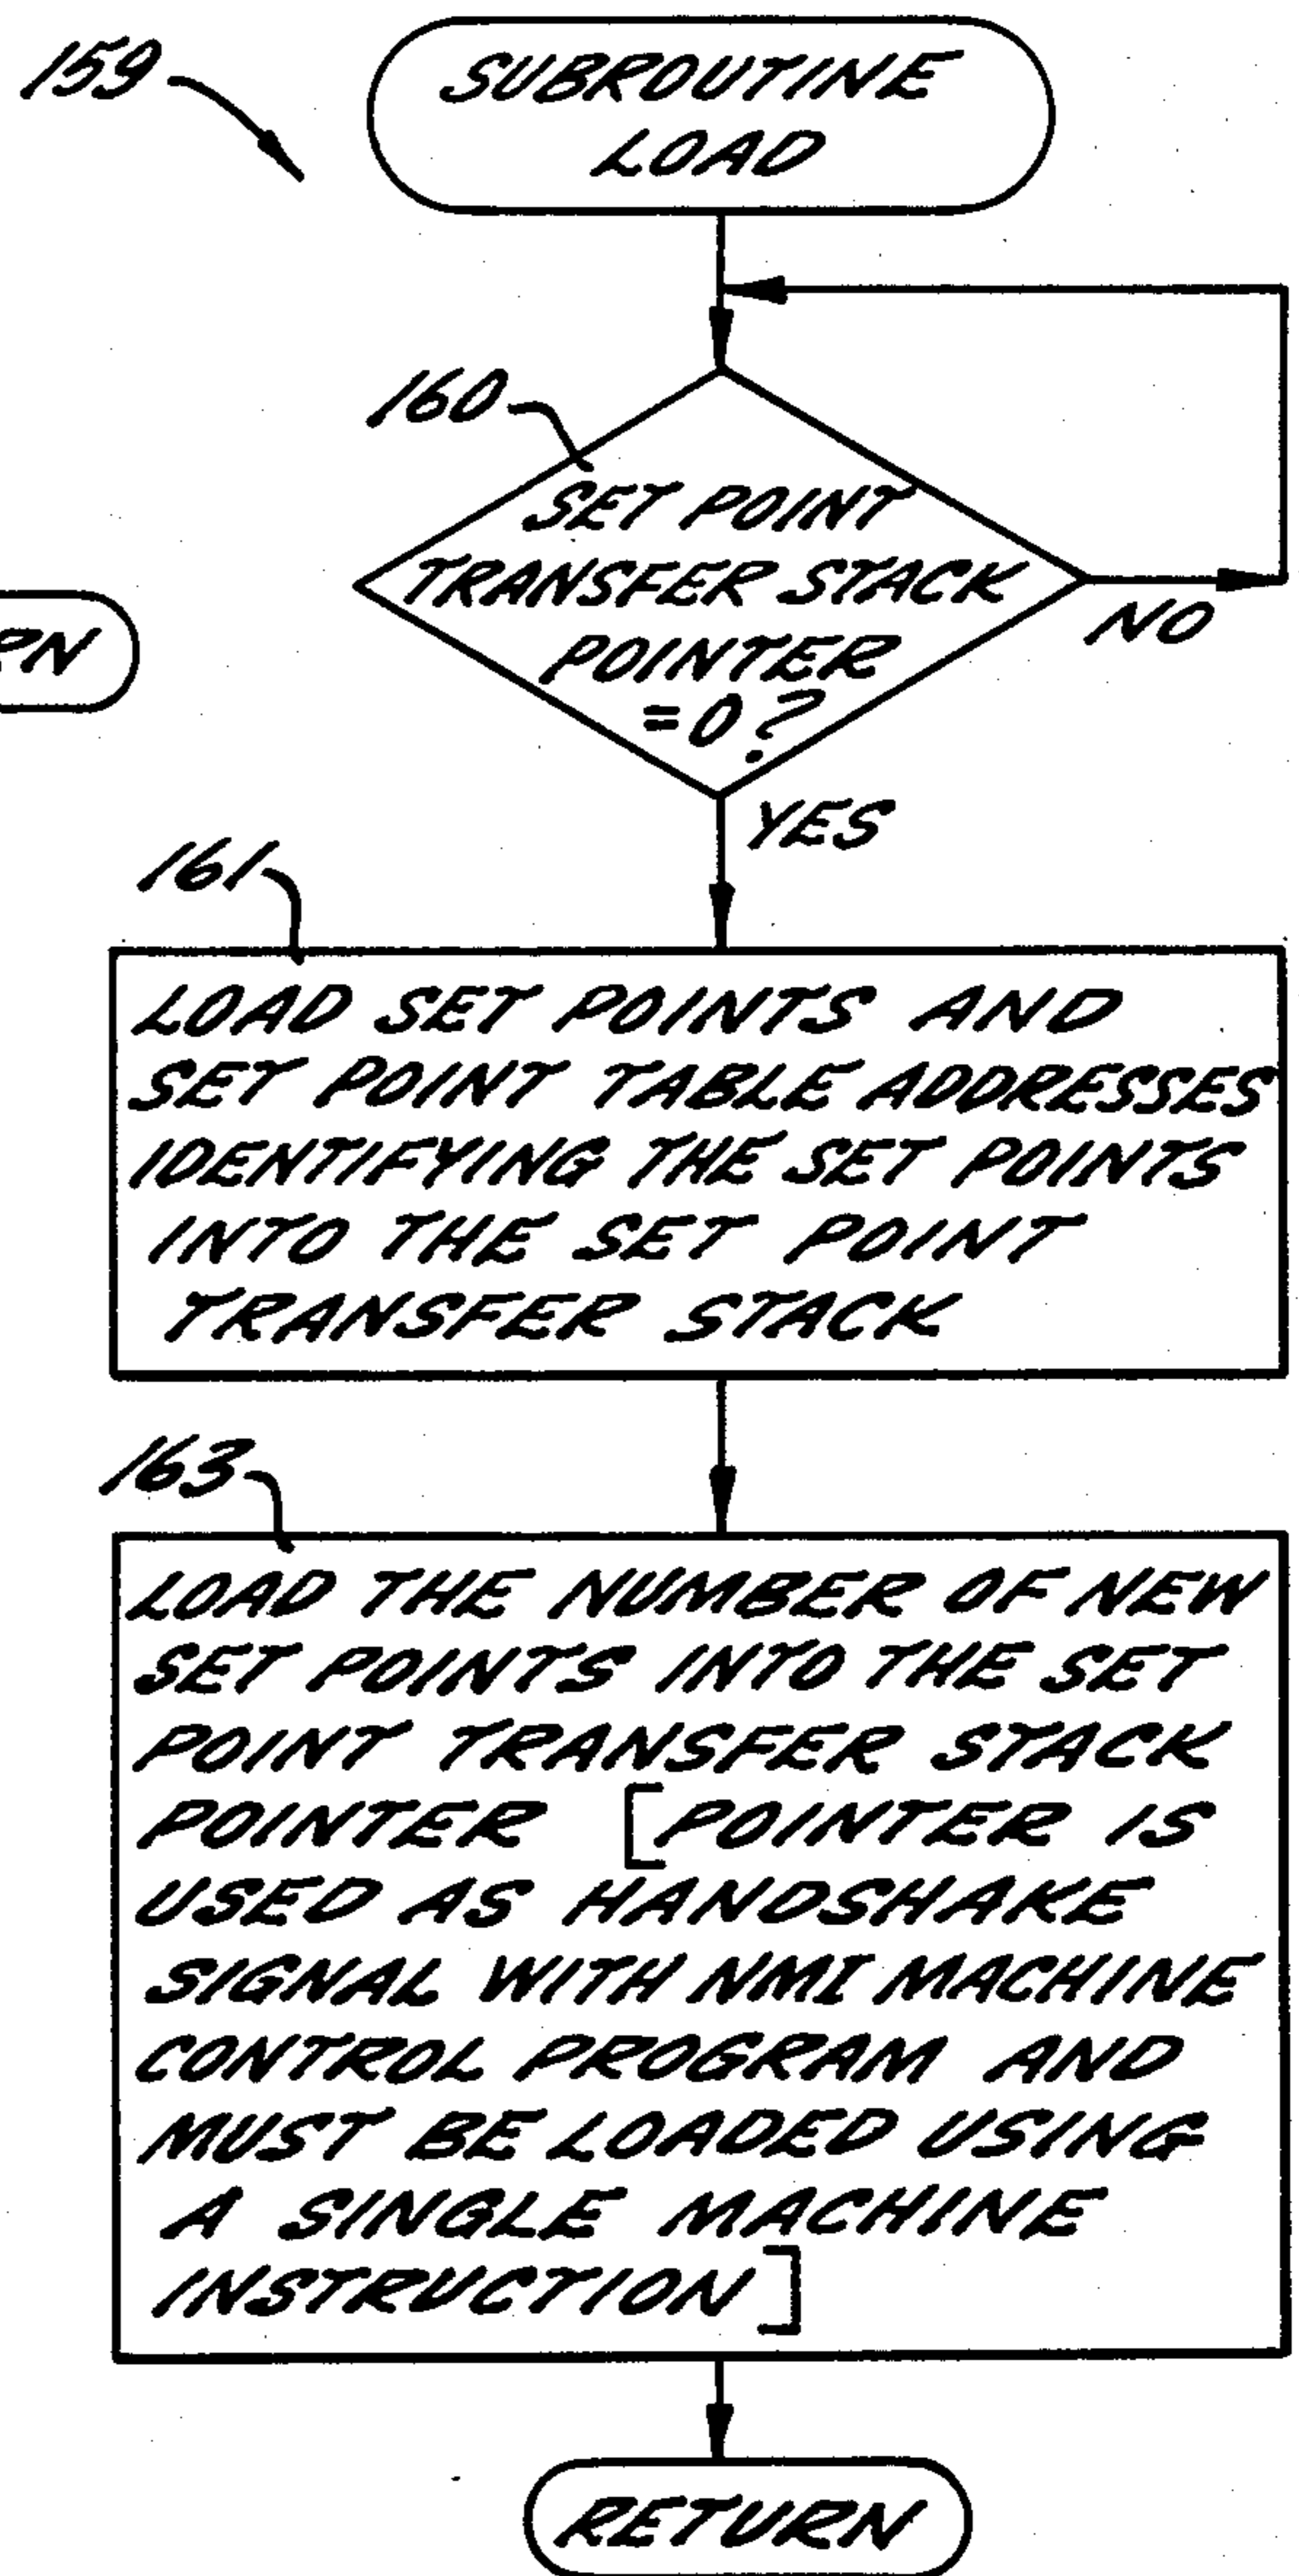 159
SUBROUTINE
LOAD
160
SET POINT
TRANSFER STACK
POINTER
=0?
NO
RN
YES
161
LOAD SET POINTS AND
SET POINT TABLE ADDRESSES
IDENTIFYING THE SET POINTS
INTO THE SET POINT
TRANSFER STACK
163
LOAD THE NUMBER OF NEW
SET POINTS INTO THE SET
POINT TRANSFER STACK
POINTER [POINTER IS
USED AS HANDSHAKE
SIGNAL WITH NMI MACHINE
CONTROL PROGRAM AND
MUST BE LOADED USING
A SINGLE MACHINE
INSTRUCTION]
RETURN